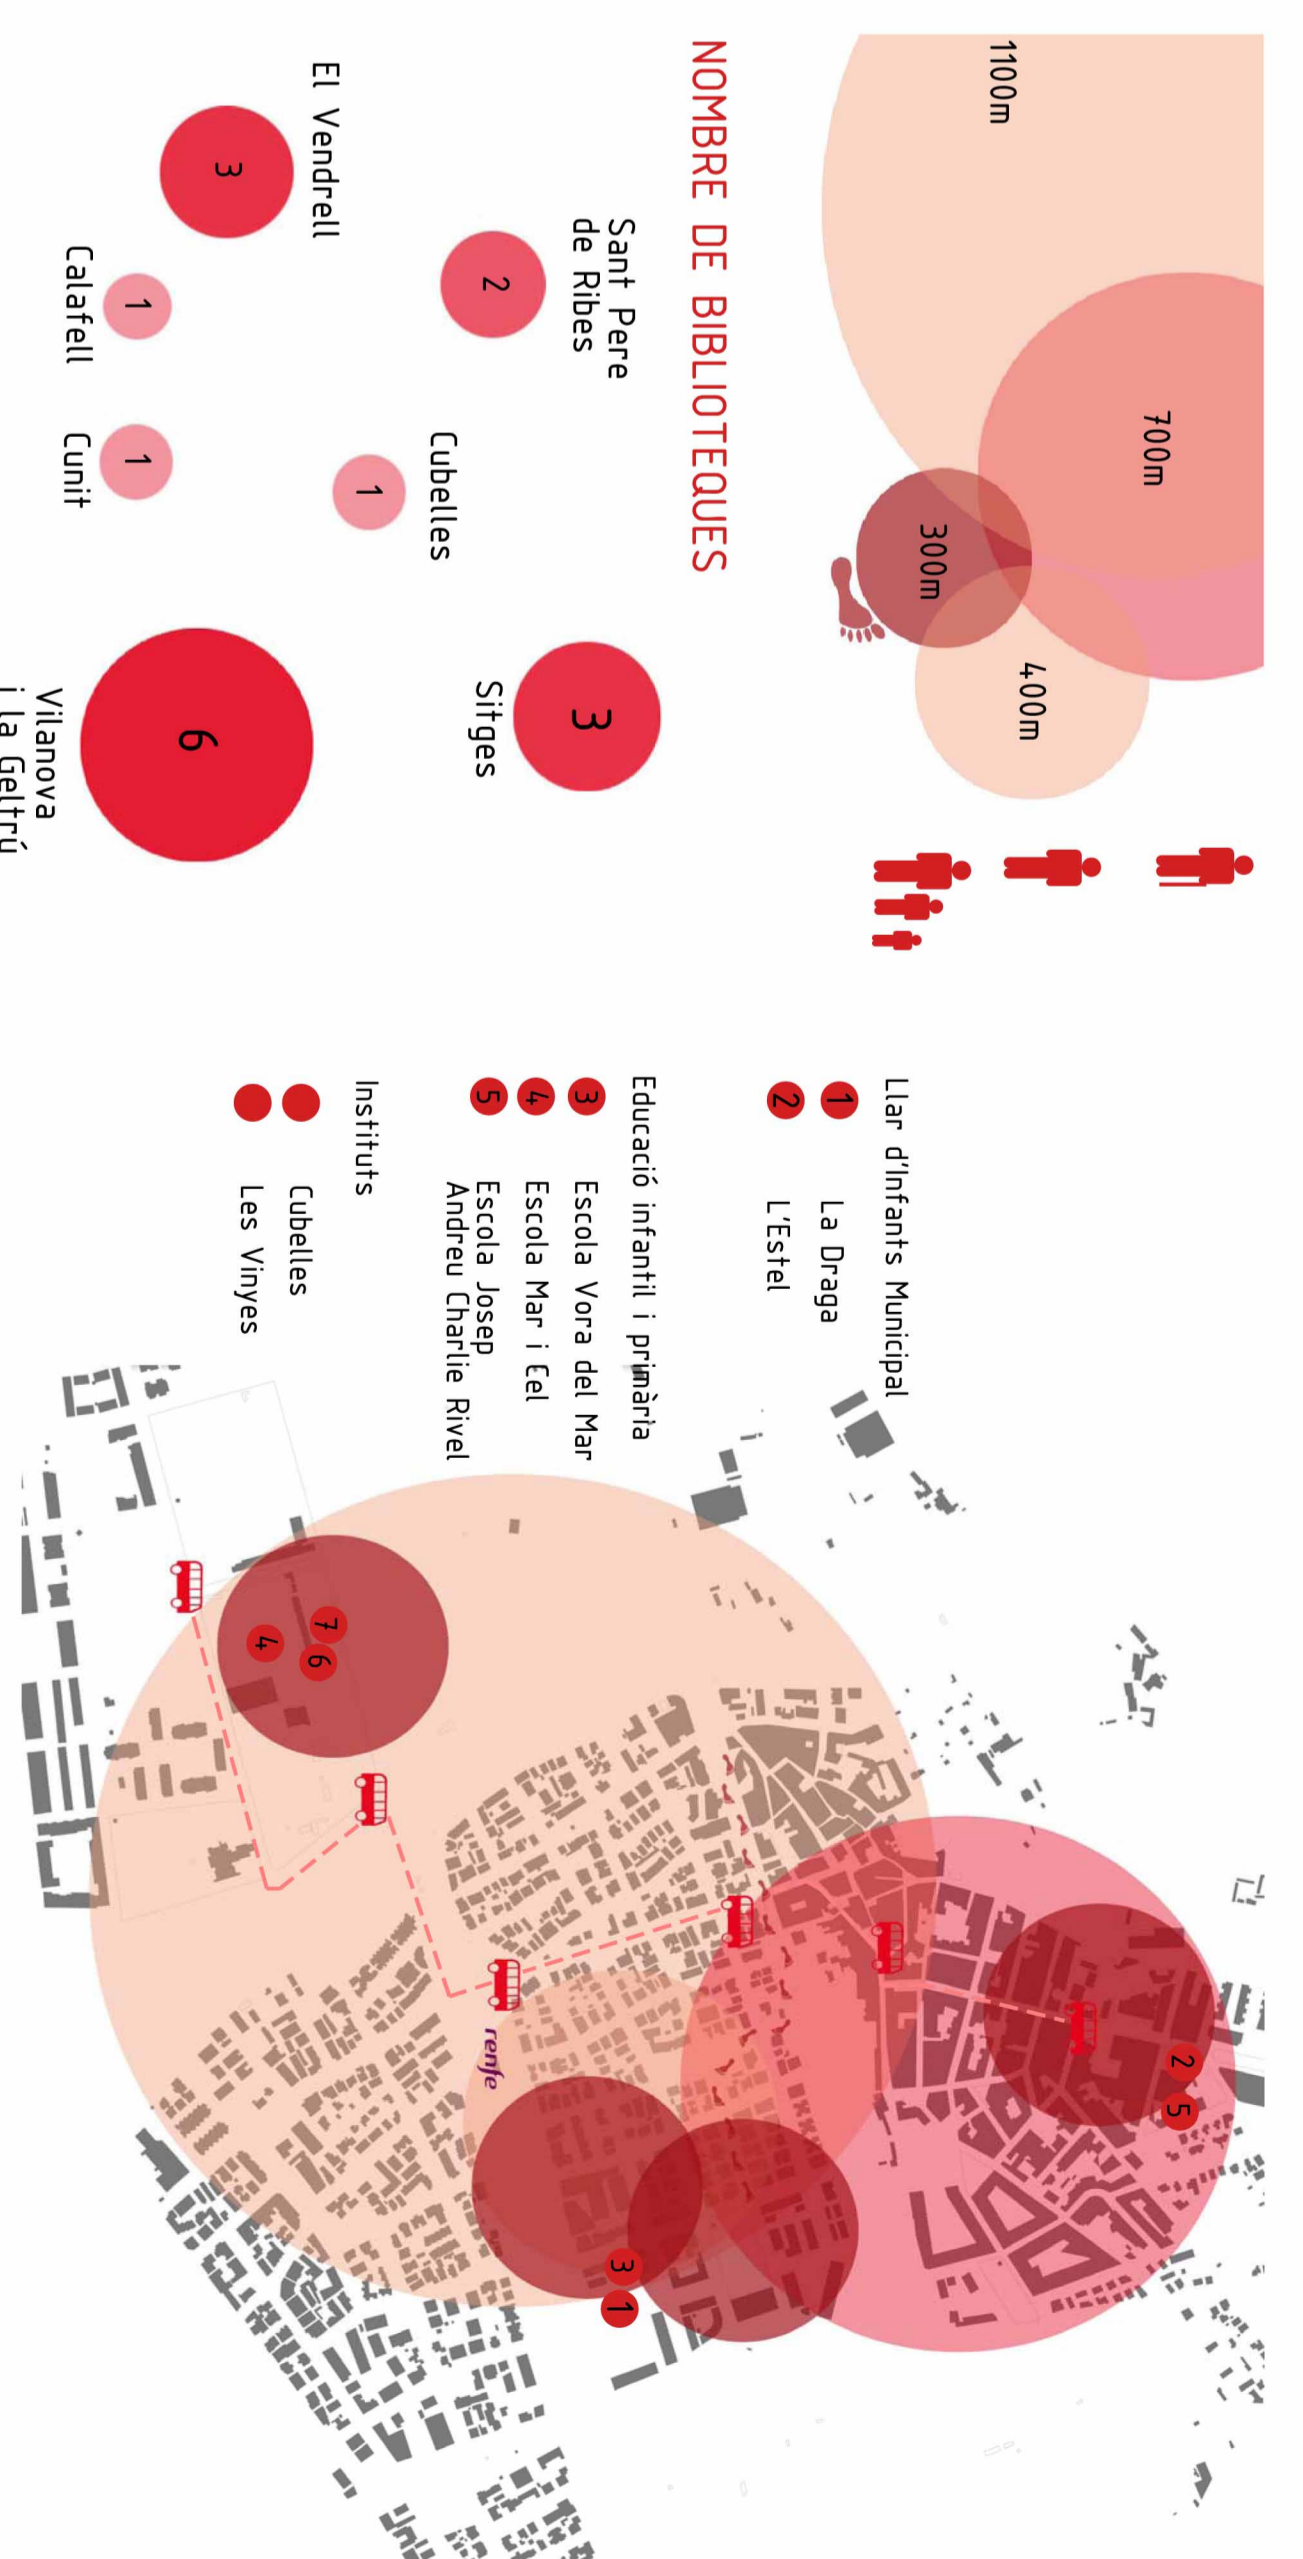 1100m
700m
300m
400m
NOMBRE DE BIBLIOTEQUES
Sant Pere
de Ribes
2
Sitges
3
Cubelles
1
El Vendrell
3
Calafell
1
Cunit
1
6
Vilanova
i la Geltrú
Llar d'Infants Municipal
1 La Draga
2 L'Estel
Educació infantil i primària
3 Escola Vora del Mar
4 Escola Mar i Cel
5 Escola Josep
Andreu Charlie Rivel
Instituts
Cubelles
Les Vinyes
2
5
3
1
renfe
7
6
4